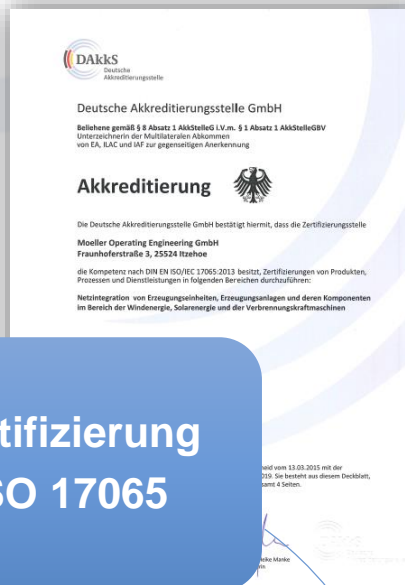 DAkkS
Deutsche
Akkreditierungsstelle
Deutsche Akkreditierungsstelle GmbH
Beliehene gemäß § 8 Absatz 1 AkkStelleG i.V.m. § 1 Absatz 1 AkkStelleGBV
Unterzeichnerin der Multilateralen Abkommen
von EA, ILAC und IAF zur gegenseitigen Anerkennung
Akkreditierung
Die Deutsche Akkreditierungsstelle GmbH bestätigt hiermit, dass die Zertifizierungsstelle
Moeller Operating Engineering GmbH
Fraunhoferstraße 3, 25524 Itzehoe
die Kompetenz nach DIN EN ISO/IEC 17065:2013 besitzt, Zertifizierungen von Produkten,
Prozessen und Dienstleistungen in folgenden Bereichen durchzuführen:
Netzintegration von Erzeugungseinheiten, Erzeugungsanlagen und deren Komponenten
im Bereich der Windenergie, Solarenergie und der Verbrennungskraftmaschinen
tifizierung
SO 17065
heid vom 13.03.2015 mit der
019. Sie besteht aus diesem Deckblatt,
samt 4 Seiten.
eike Manke